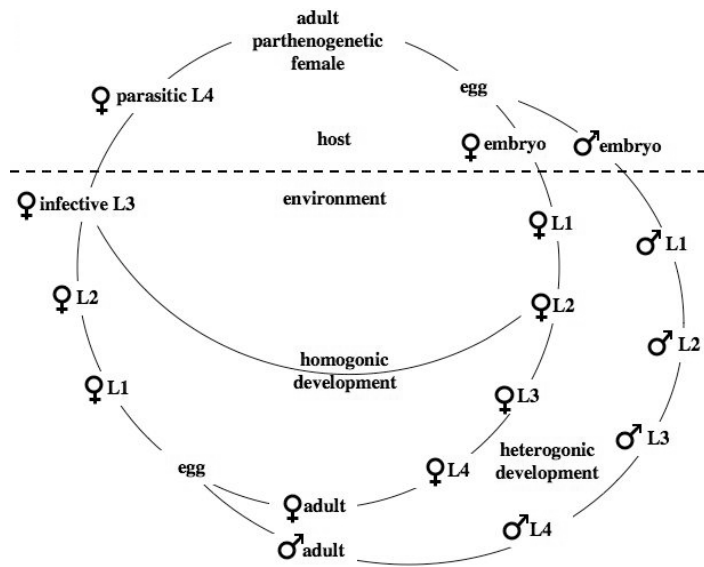 adult
parthenogenetic
female
parasitic L4
egg
host
embryo
embryo
infective L3
environment
L1
L1
L2
L2
L2
homogonic
development
L1
L3
L3
heterogonic
development
egg
L4
adult
L4
adult